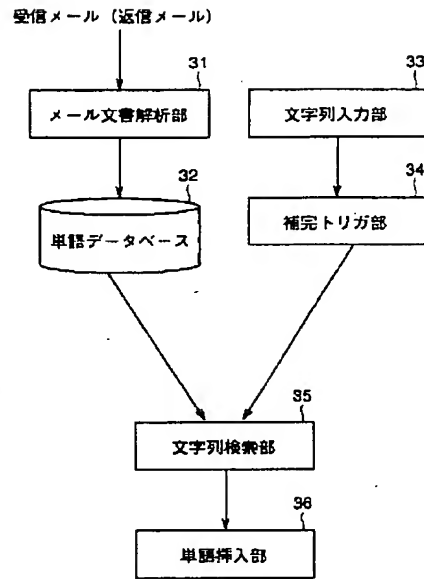 受信メール（返信メール）
31
メール文書解析部
33
文字列入力部
32
単語データベース
34
補完トリガ部
35
文字列検索部
36
単語挿入部